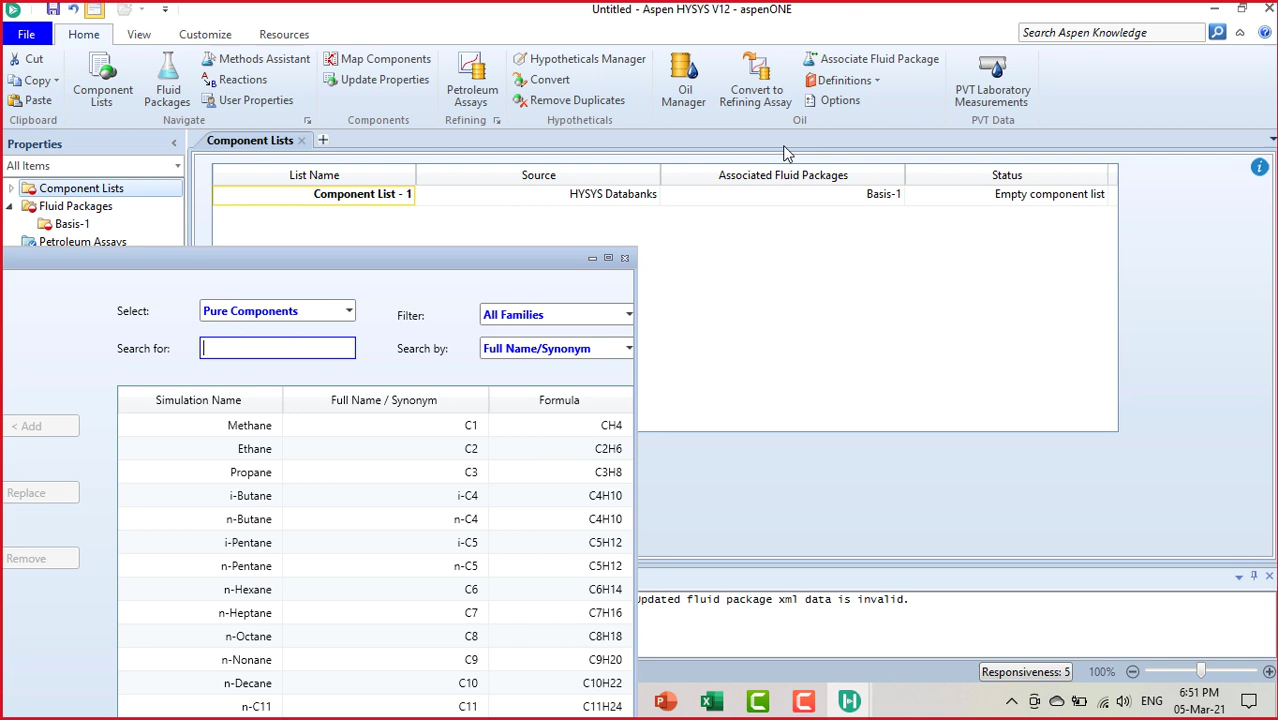 Untitled - Aspen HYSYS V12 - aspenONE
File
Home
View
Customize
Resources
Search Aspen Knowledge
Cut
Copy
Paste
Clipboard
Component Lists
Fluid Packages
Methods Assistant
Reactions
User Properties
Navigate
Map Components
Update Properties
Components
Petroleum Assays
Refining
Hypotheticals Manager
Convert
Remove Duplicates
Hypotheticals
Oil Manager
Convert to Refining Assay
Associate Fluid Package
Definitions
Options
Oil
PVT Laboratory Measurements
PVT Data
Properties
All Items
Component Lists
Fluid Packages
Basis-1
Petroleum Assays
Component Lists
List Name Source Associated Fluid Packages Status
Component List - 1 HYSYS Databanks Basis-1 Empty component list
Select: Pure Components Filter: All Families
Search for: Search by: Full Name/Synonym
< Add
Replace
Remove
Simulation Name Full Name / Synonym Formula
Methane C1 CH4
Ethane C2 C2H6
Propane C3 C3H8
i-Butane i-C4 C4H10
n-Butane n-C4 C4H10
i-Pentane i-C5 C5H12
n-Pentane n-C5 C5H12
n-Hexane C6 C6H14
n-Heptane C7 C7H16
n-Octane C8 C8H18
n-Nonane C9 C9H20
n-Decane C10 C10H22
n-C11 C11 C11H24
Updated fluid package xml data is invalid.
Responsiveness: 5 100%
ENG
6:51 PM
05-Mar-21